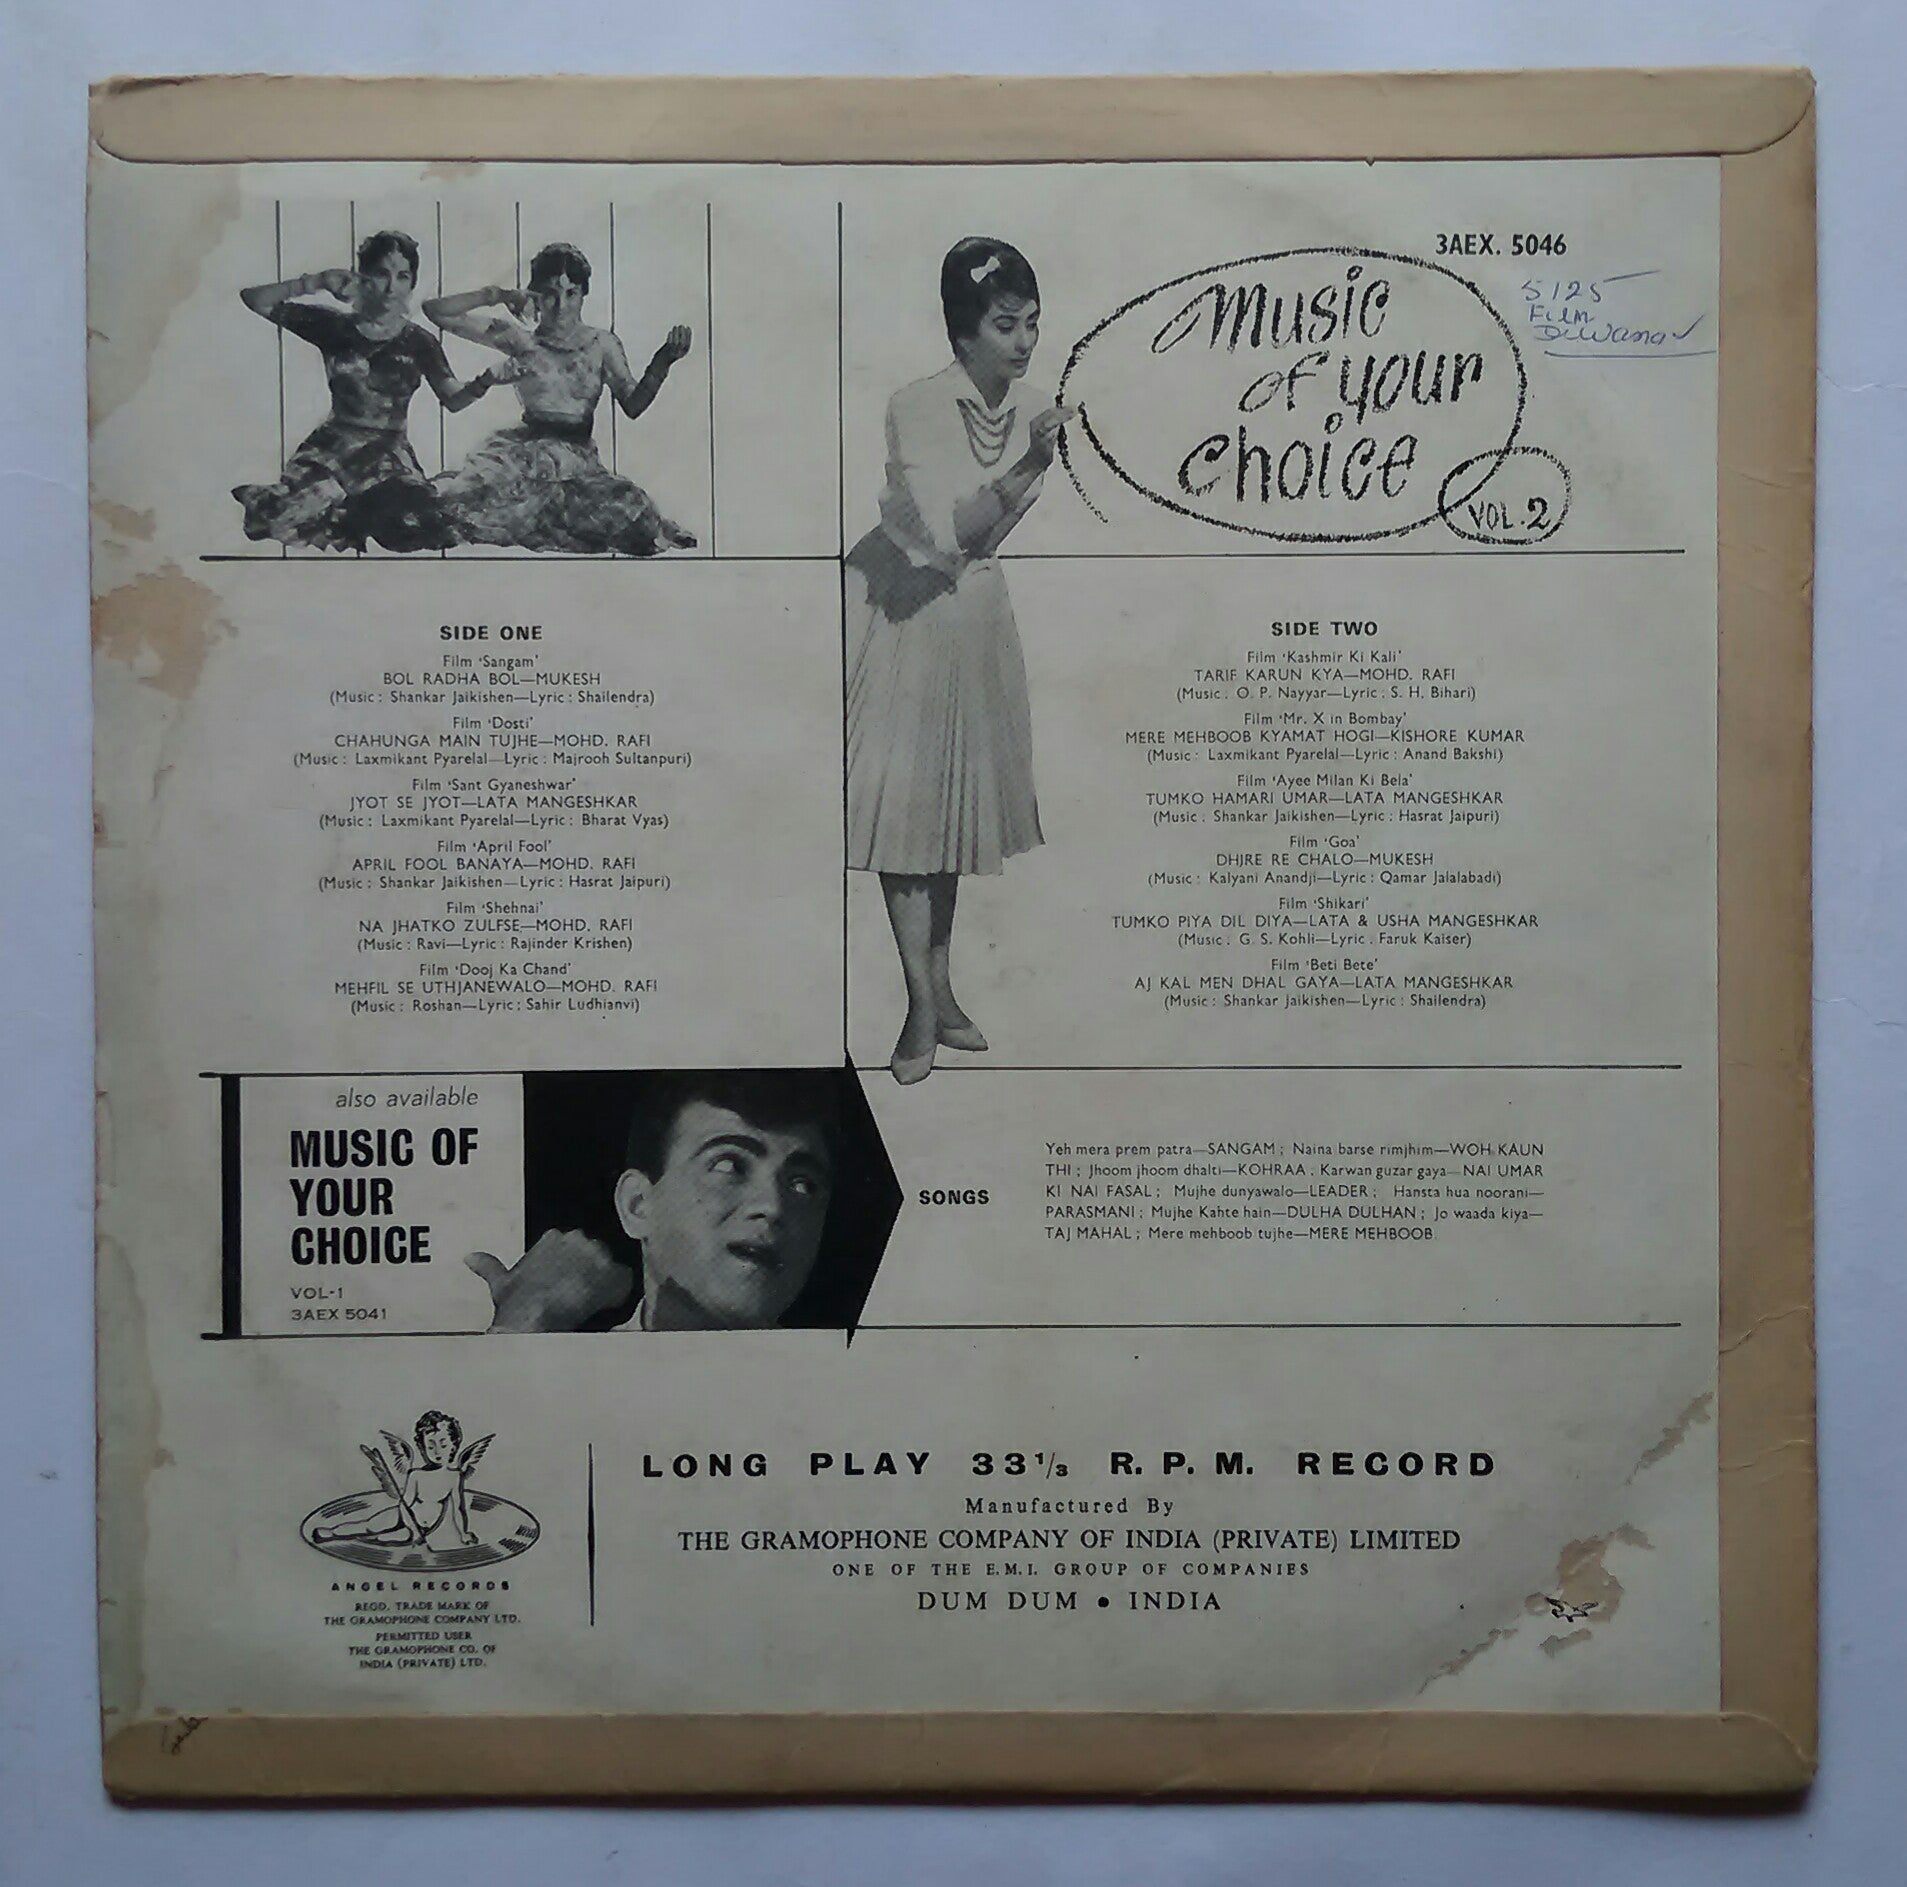 3AEX. 5046
5125
Film
Music
of your
choice
VOL. 2
SIDE ONE
Film 'Sangam'
BOL RADHA BOL—MUKESH
(Music : Shankar Jaikishen—Lyric : Shailendra)
Film 'Dosti'
CHAHUNGA MAIN TUJHE—MOHD. RAFI
(Music : Laxmikant Pyarelal—Lyric : Majrooh Sultanpuri)
Film 'Sant Gyaneshwar'
JYOT SE JYOT—LATA MANGESHKAR
(Music : Laxmikant Pyarelal—Lyric : Bharat Vyas)
Film 'April Fool'
APRIL FOOL BANAYA—MOHD. RAFI
(Music : Shankar Jaikishen—Lyric : Hasrat Jaipuri)
Film 'Shehnai'
NA JHATKO ZULFSE—MOHD. RAFI
(Music : Ravi—Lyric : Rajinder Krishen)
Film 'Dooj Ka Chand'
MEHFIL SE UTHJANEWALO—MOHD. RAFI
(Music : Roshan—Lyric : Sahir Ludhianvi)
SIDE TWO
Film 'Kashmir Ki Kali'
TARIF KARUN KYA—MOHD. RAFI
(Music : O. P. Nayyar—Lyric : S. H. Bihari)
Film 'Mr. X in Bombay'
MERE MEHBOOB KYAMAT HOGI—KISHORE KUMAR
(Music : Laxmikant Pyarelal—Lyric : Anand Bakshi)
Film 'Ayee Milan Ki Bela'
TUMKO HAMARI UMAR—LATA MANGESHKAR
(Music : Shankar Jaikishen—Lyric : Hasrat Jaipuri)
Film 'Goa'
DHIRE RE CHALO—MUKESH
(Music : Kalyani Anandji—Lyric : Qamar Jalalabadi)
Film 'Shikari'
TUMKO PIYA DIL DIYA—LATA & USHA MANGESHKAR
(Music : G. S. Kohli—Lyric : Faruk Kaiser)
Film 'Beti Bete'
AJ KAL MEN DHAL GAYA—LATA MANGESHKAR
(Music : Shankar Jaikishen—Lyric : Shailendra)
also available
MUSIC OF
YOUR
CHOICE
VOL-1
3AEX 5041
SONGS
Yeh mera prem patra—SANGAM ; Naina barse rimjhim—WOH KAUN
THI ; Jhoom jhoom dhalti—KOHRAA ; Karwan guzar gaya—NAI UMAR
KI NAI FASAL ; Mujhe dunyawalo—LEADER ; Hansta hua noorani—
PARASMANI ; Mujhe Kahte hain—DULHA DULHAN ; Jo waada kiya—
TAJ MAHAL ; Mere mehboob tujhe—MERE MEHBOOB.
ANGEL RECORDS
REGD. TRADE MARK OF
THE GRAMOPHONE COMPANY LTD.
PERMITTED USER
THE GRAMOPHONE CO. OF
INDIA (PRIVATE) LTD.
LONG PLAY 33 1/3 R. P. M. RECORD
Manufactured By
THE GRAMOPHONE COMPANY OF INDIA (PRIVATE) LIMITED
ONE OF THE E.M.I. GROUP OF COMPANIES
DUM DUM • INDIA